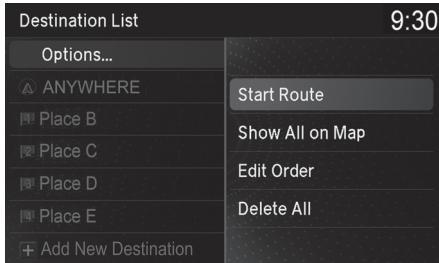 Destination List 9:30
Options...
ANYWHERE
Place B
Place C
Place D
Place E
Add New Destination
Start Route
Show All on Map
Edit Order
Delete All